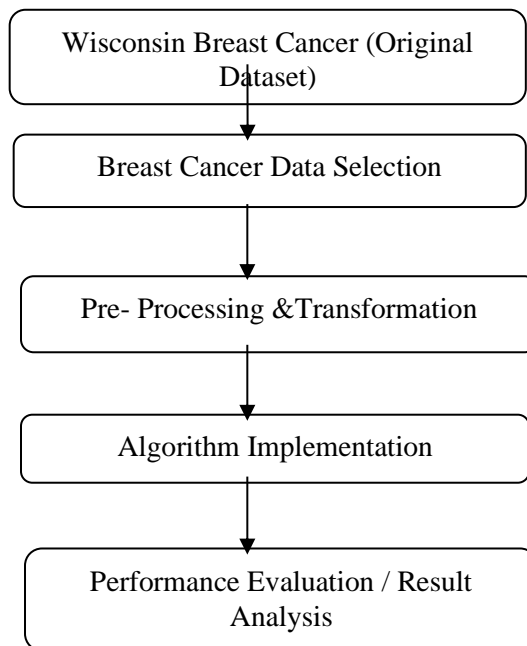 Wisconsin Breast Cancer (Original
Dataset)
Breast Cancer Data Selection
Pre- Processing &Transformation
Algorithm Implementation
Performance Evaluation / Result
Analysis